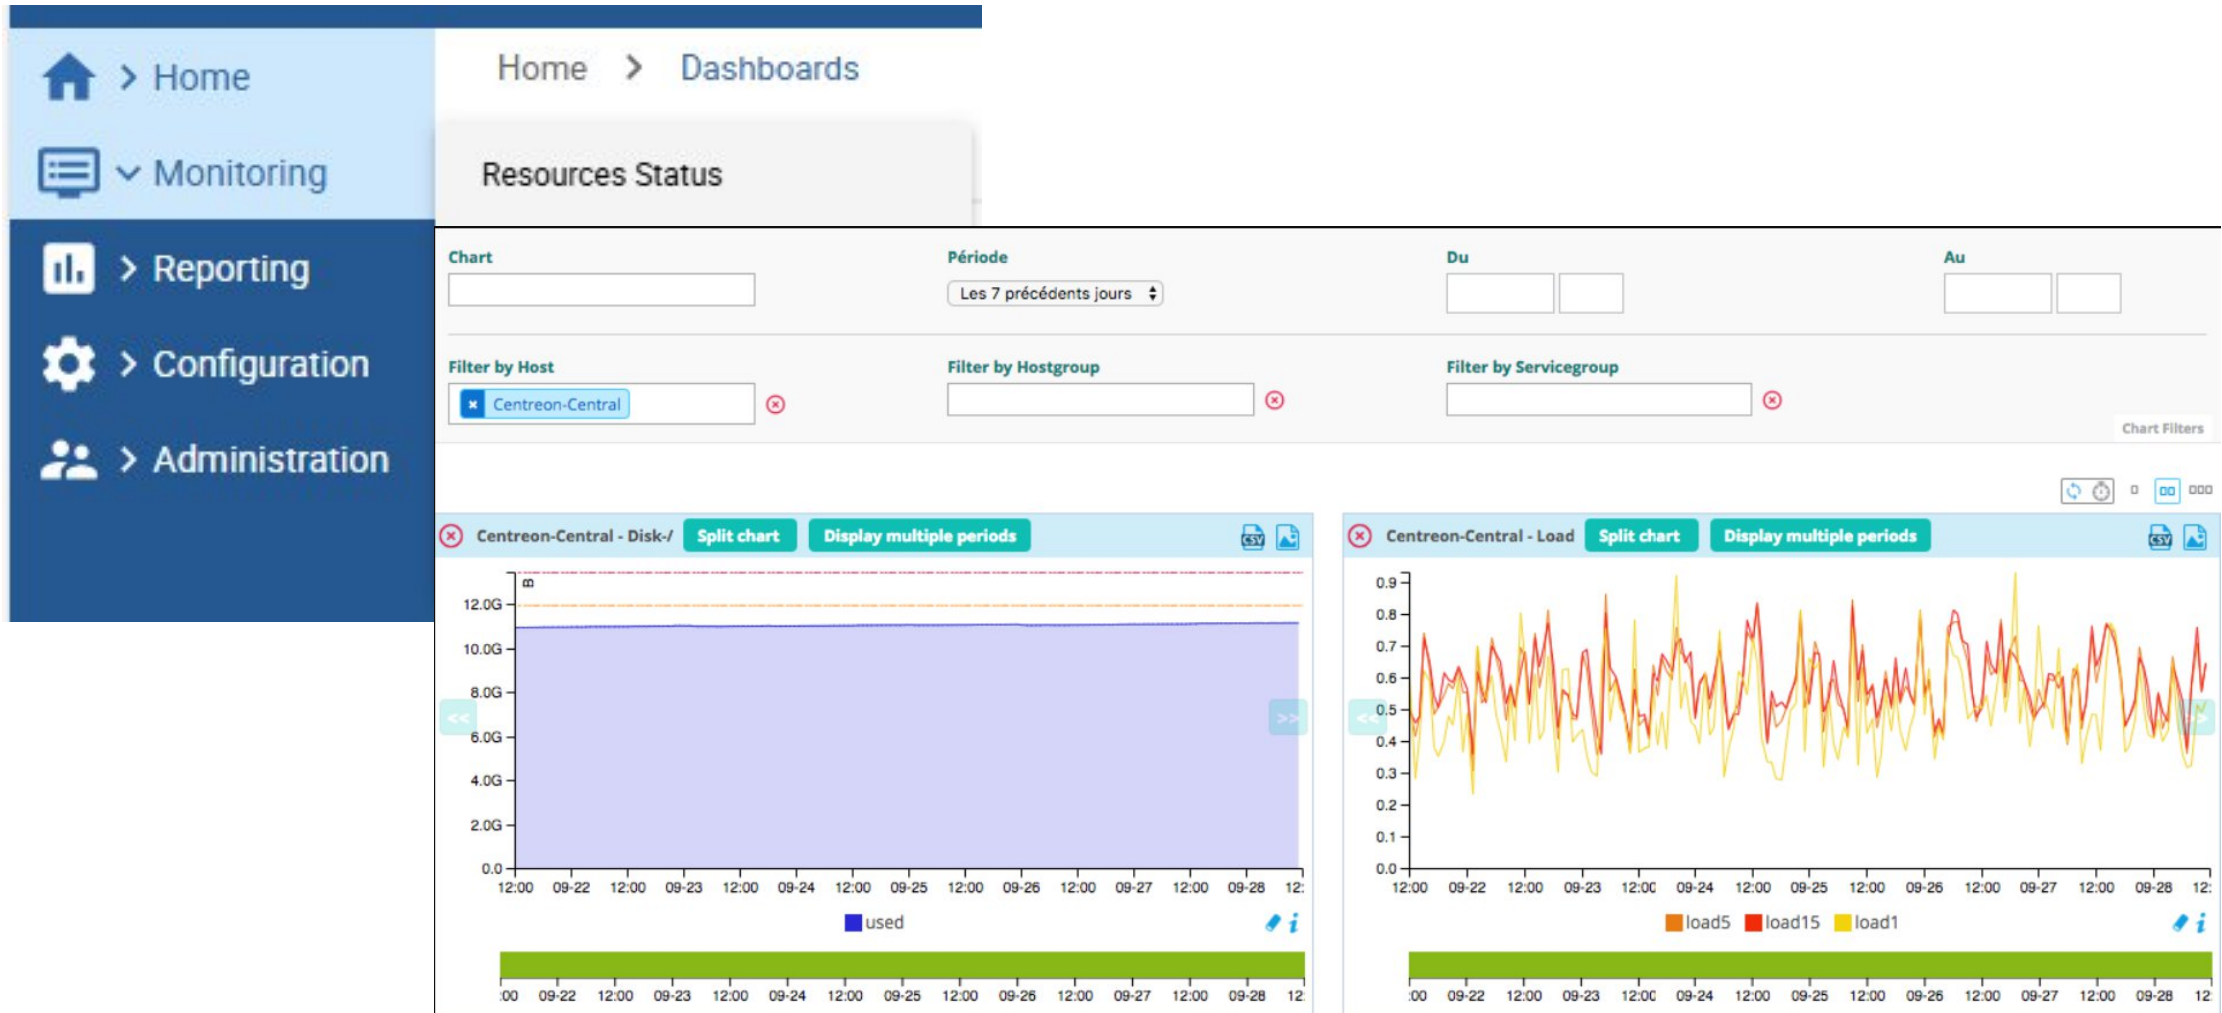 Home
Monitoring
Reporting
Configuration
Administration
Home > Dashboards
Resources Status
Chart Période Du Au
Les 7 précédents jours
Filter by Host Filter by Hostgroup Filter by Servicegroup
× Centreon-Central
Chart Filters
Centreon-Central - Disk-/ Split chart Display multiple periods CSV
B
12.0G
10.0G
8.0G
<< >>
6.0G
4.0G
2.0G
0.0
12:00 09-22 12:00 09-23 12:00 09-24 12:00 09-25 12:00 09-26 12:00 09-27 12:00 09-28 12:
used i
:00 09-22 12:00 09-23 12:00 09-24 12:00 09-25 12:00 09-26 12:00 09-27 12:00 09-28 12:
Centreon-Central - Load Split chart Display multiple periods CSV
0.9
0.8
0.7
0.6
0.5
<< >>
0.4
0.3
0.2
0.1
0.0
12:00 09-22 12:00 09-23 12:00 09-24 12:00 09-25 12:00 09-26 12:00 09-27 12:00 09-28 12:
load5 load15 load1 i
:00 09-22 12:00 09-23 12:00 09-24 12:00 09-25 12:00 09-26 12:00 09-27 12:00 09-28 12: